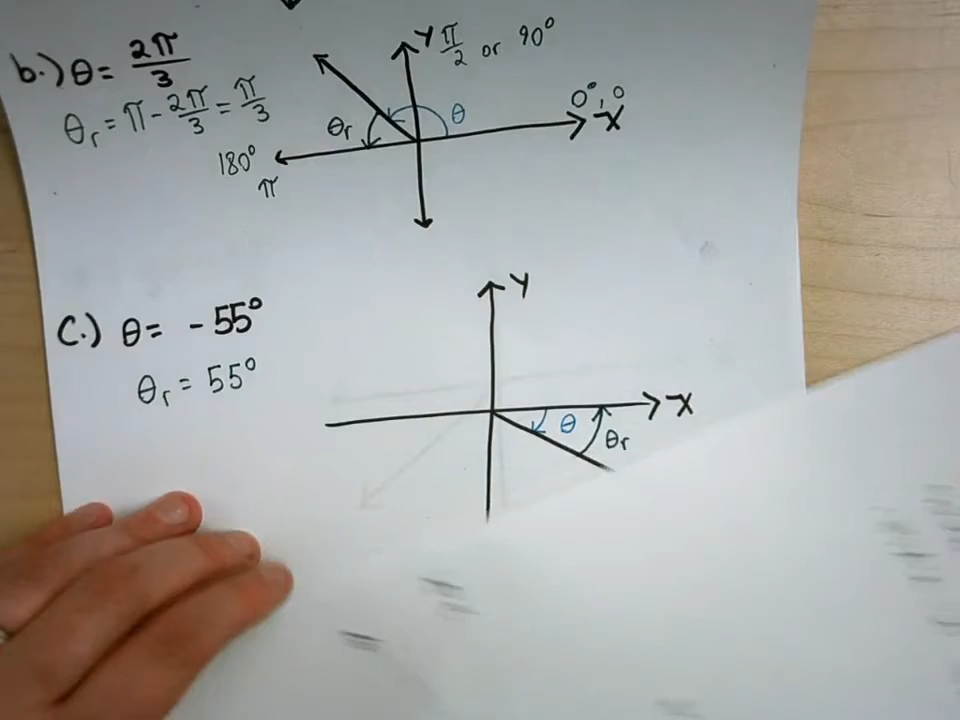 b.) θ = 2π/3
θr = π - 2π/3 = π/3
Y π/2 or 90°
0°, 0
X
θ
θr
180°
π
c.) θ = -55°
θr = 55°
Y
X
θ
θr